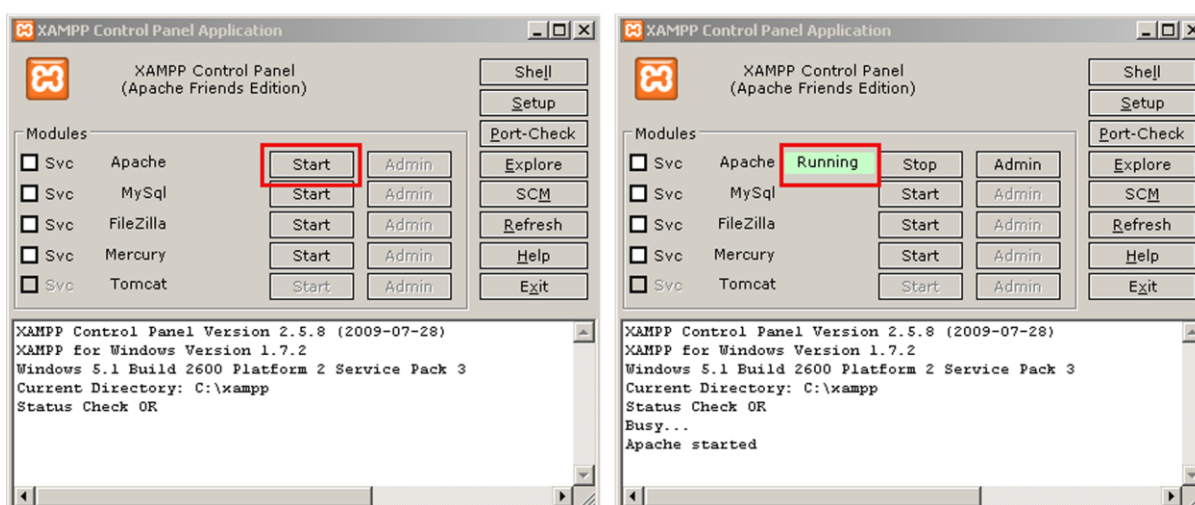 XAMPP Control Panel Application
XAMPP Control Panel
(Apache Friends Edition)
Shell
Setup
Port-Check
Modules
Svc Apache Start Admin Explore
Svc MySql Start Admin SCM
Svc FileZilla Start Admin Refresh
Svc Mercury Start Admin Help
Svc Tomcat Start Admin Exit
XAMPP Control Panel Version 2.5.8 (2009-07-28)
XAMPP for Windows Version 1.7.2
Windows 5.1 Build 2600 Platform 2 Service Pack 3
Current Directory: C:\xampp
Status Check OK
XAMPP Control Panel Application
XAMPP Control Panel
(Apache Friends Edition)
Shell
Setup
Port-Check
Modules
Svc Apache Running Stop Admin Explore
Svc MySql Start Admin SCM
Svc FileZilla Start Admin Refresh
Svc Mercury Start Admin Help
Svc Tomcat Start Admin Exit
XAMPP Control Panel Version 2.5.8 (2009-07-28)
XAMPP for Windows Version 1.7.2
Windows 5.1 Build 2600 Platform 2 Service Pack 3
Current Directory: C:\xampp
Status Check OK
Busy...
Apache started